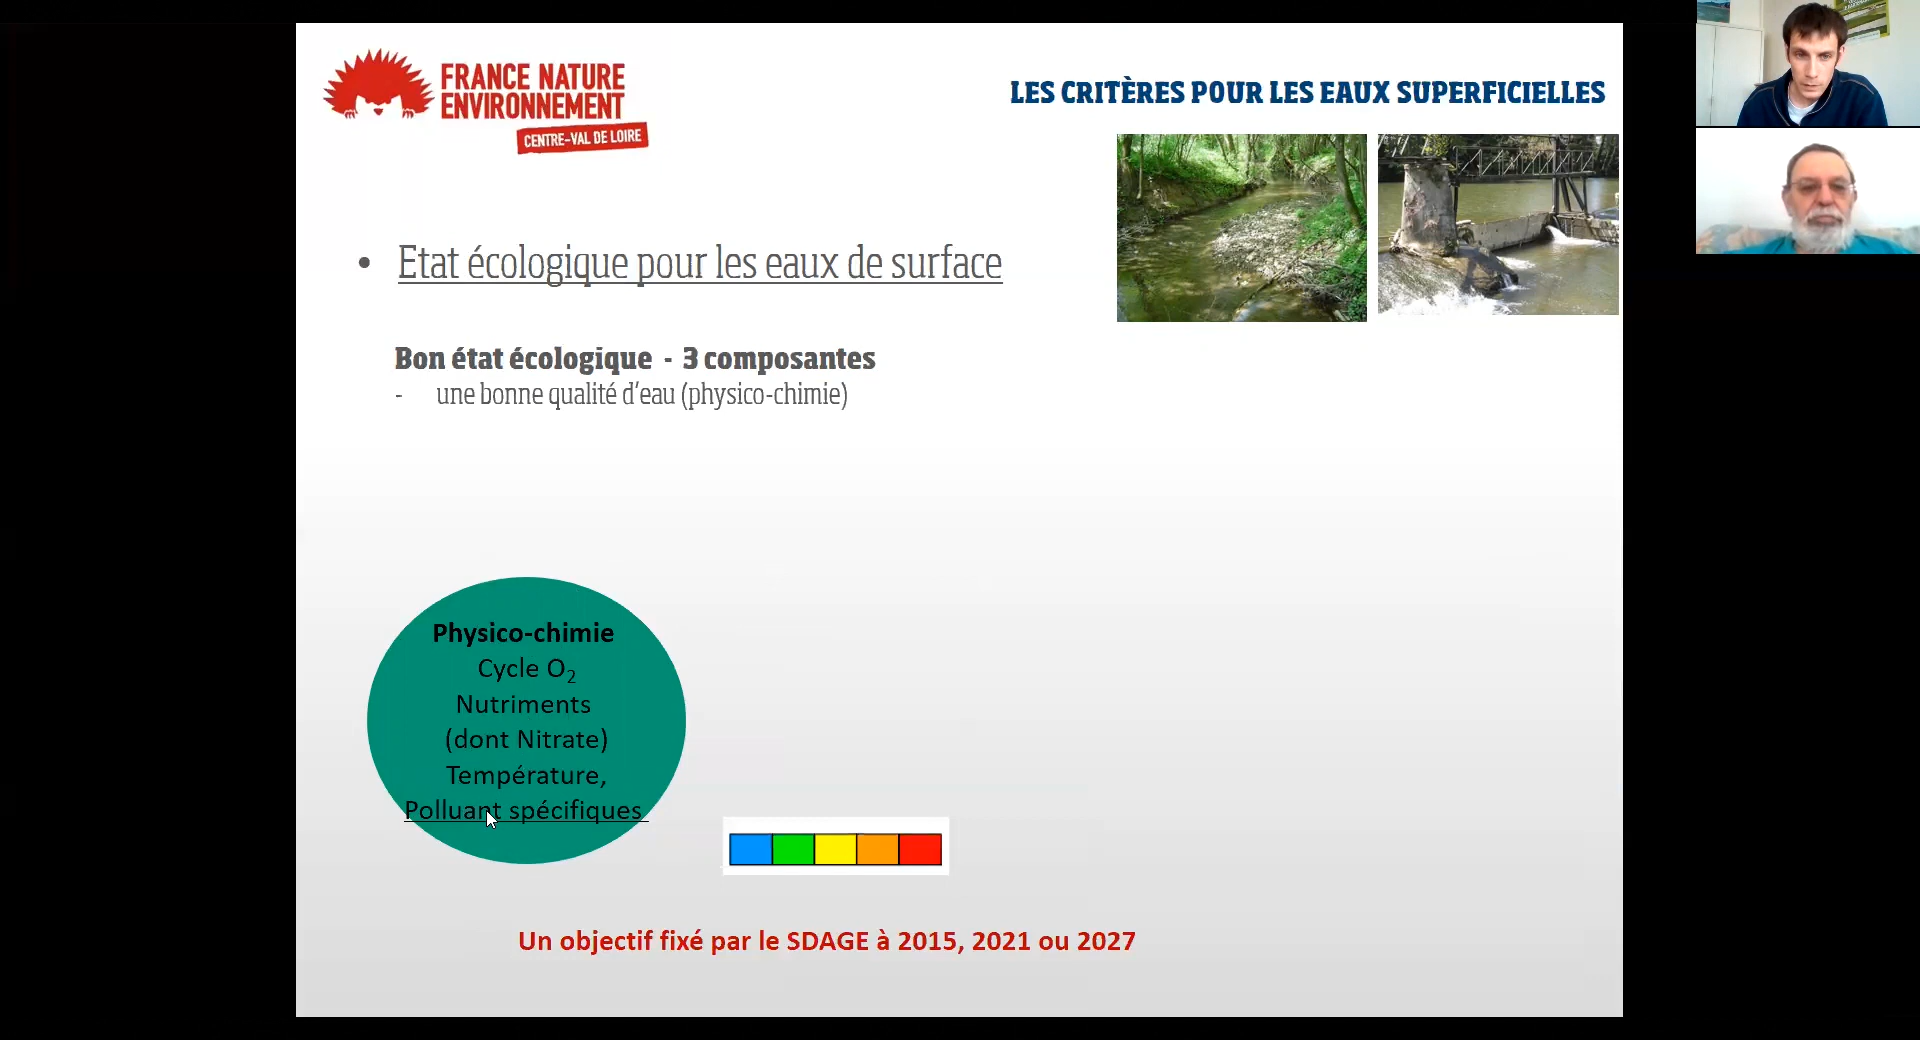 FRANCE NATURE
ENVIRONNEMENT
CENTRE-VAL DE LOIRE
LES CRITÈRES POUR LES EAUX SUPERFICIELLES
• Etat écologique pour les eaux de surface
Bon état écologique - 3 composantes
- une bonne qualité d'eau (physico-chimie)
Physico-chimie
Cycle O₂
Nutriments
(dont Nitrate)
Température,
Polluant spécifiques
Un objectif fixé par le SDAGE à 2015, 2021 ou 2027